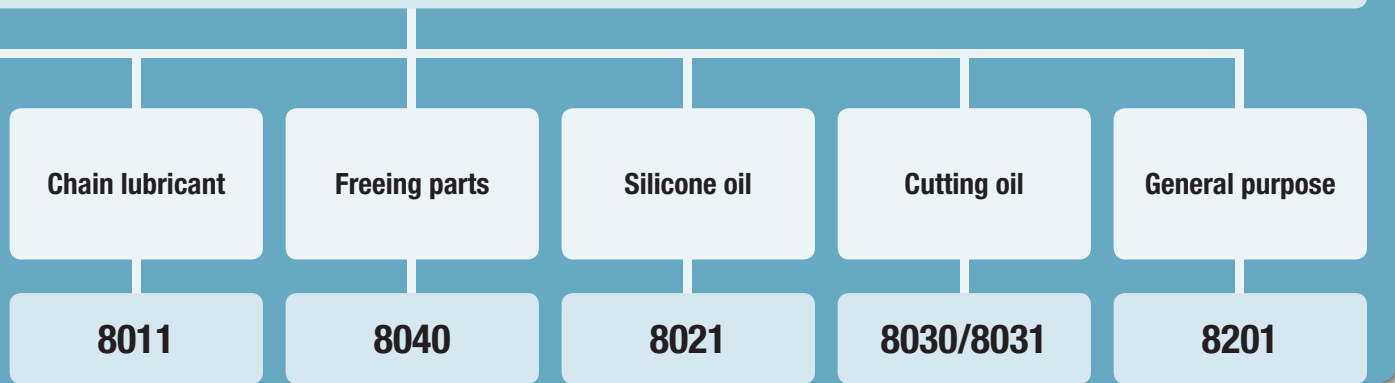 Chain lubricant
Freeing parts
Silicone oil
Cutting oil
General purpose
8011
8040
8021
8030/8031
8201